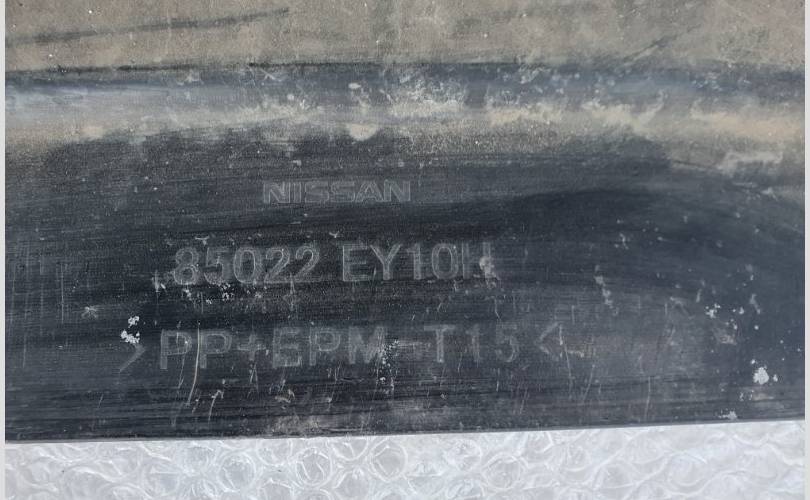 NISSAN
85022 EY10H
>PP+EPM-T15<